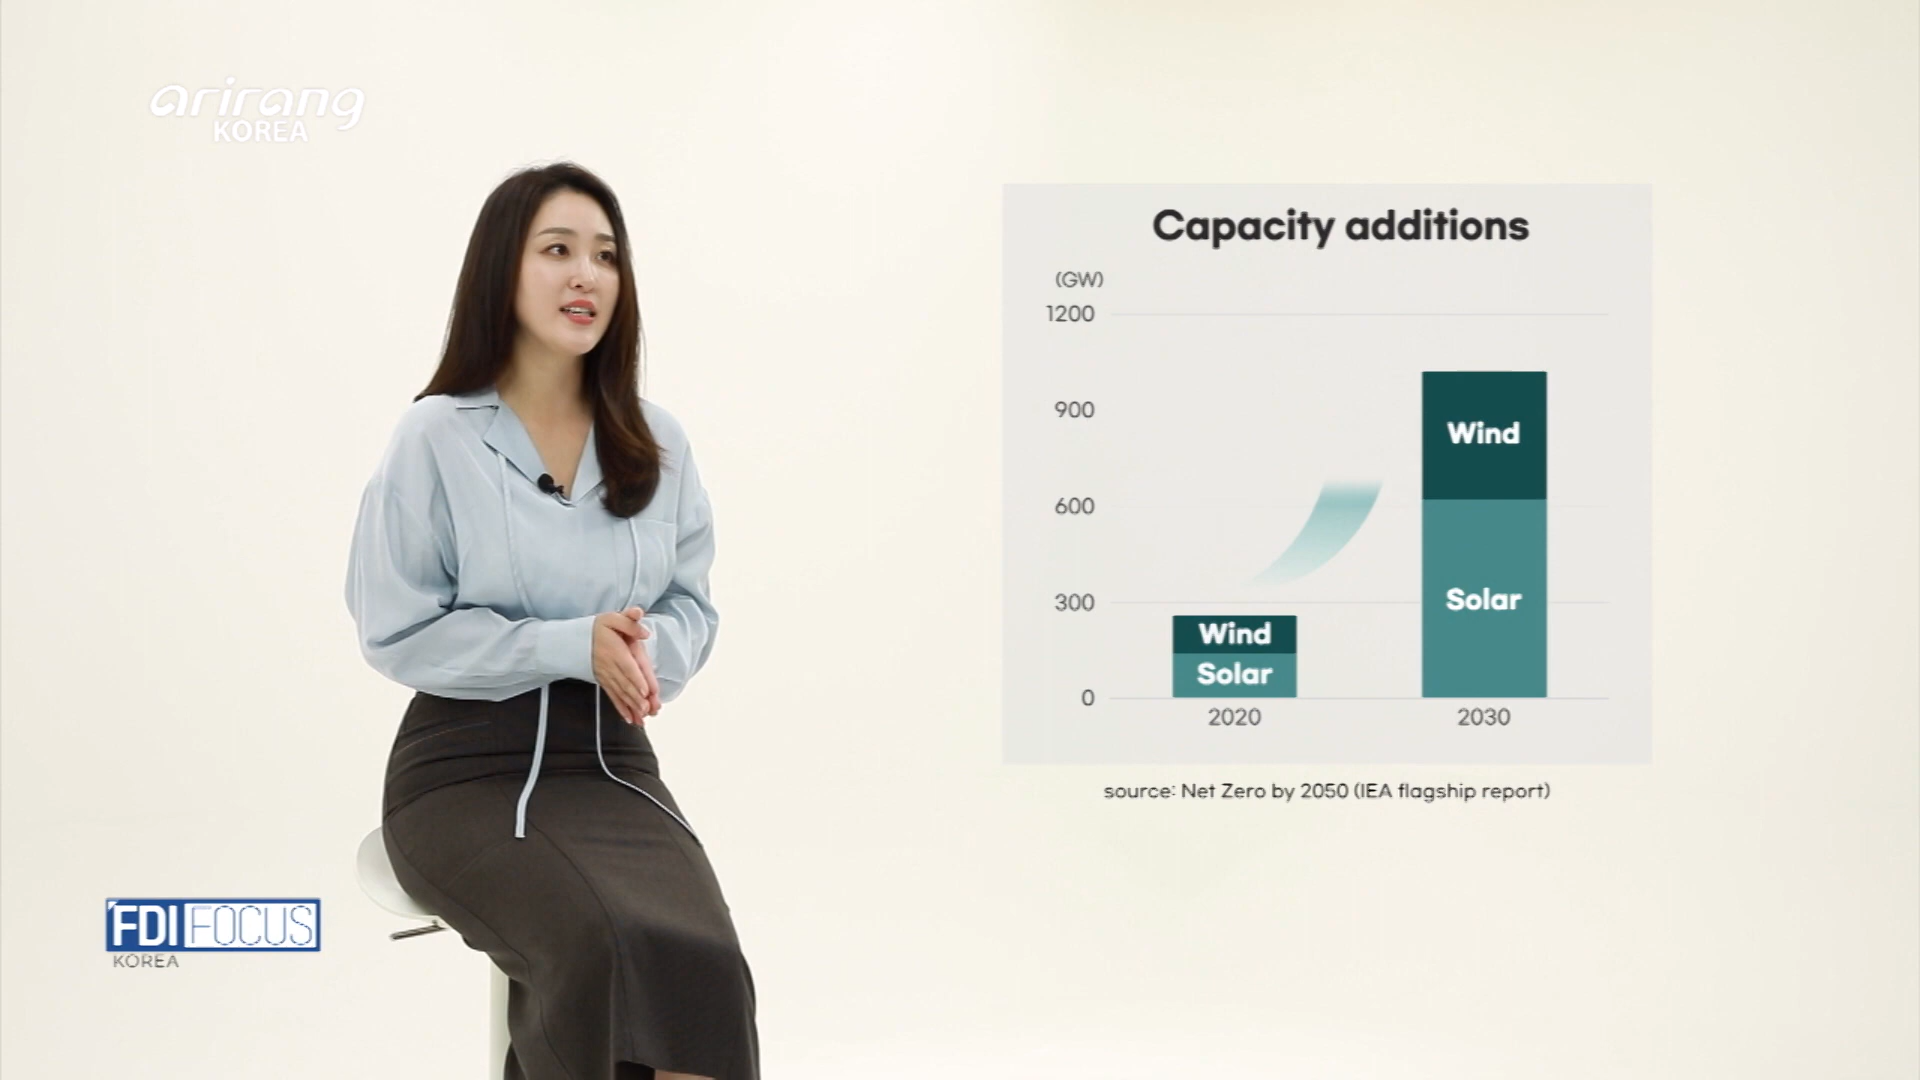 arirang
KOREA
Capacity additions
(GW)
1200
900
600
300
0
Wind
Solar
Wind
Solar
2020
2030
source: Net Zero by 2050 (IEA flagship report)
FDI FOCUS
KOREA